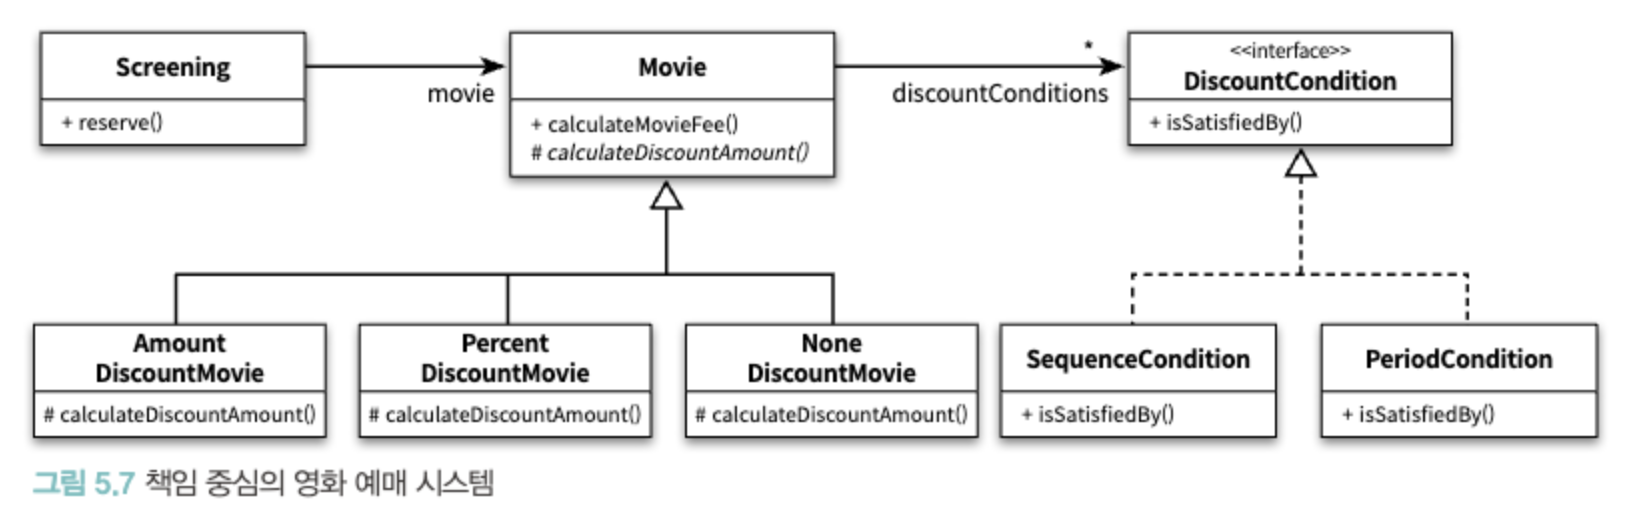 Screening
+ reserve()
movie
Movie
+ calculateMovieFee()
# calculateDiscountAmount()
*
discountConditions
<<interface>>
DiscountCondition
+ isSatisfiedBy()
Amount
DiscountMovie
# calculateDiscountAmount()
Percent
DiscountMovie
# calculateDiscountAmount()
None
DiscountMovie
# calculateDiscountAmount()
SequenceCondition
+ isSatisfiedBy()
PeriodCondition
+ isSatisfiedBy()
그림 5.7 책임 중심의 영화 예매 시스템